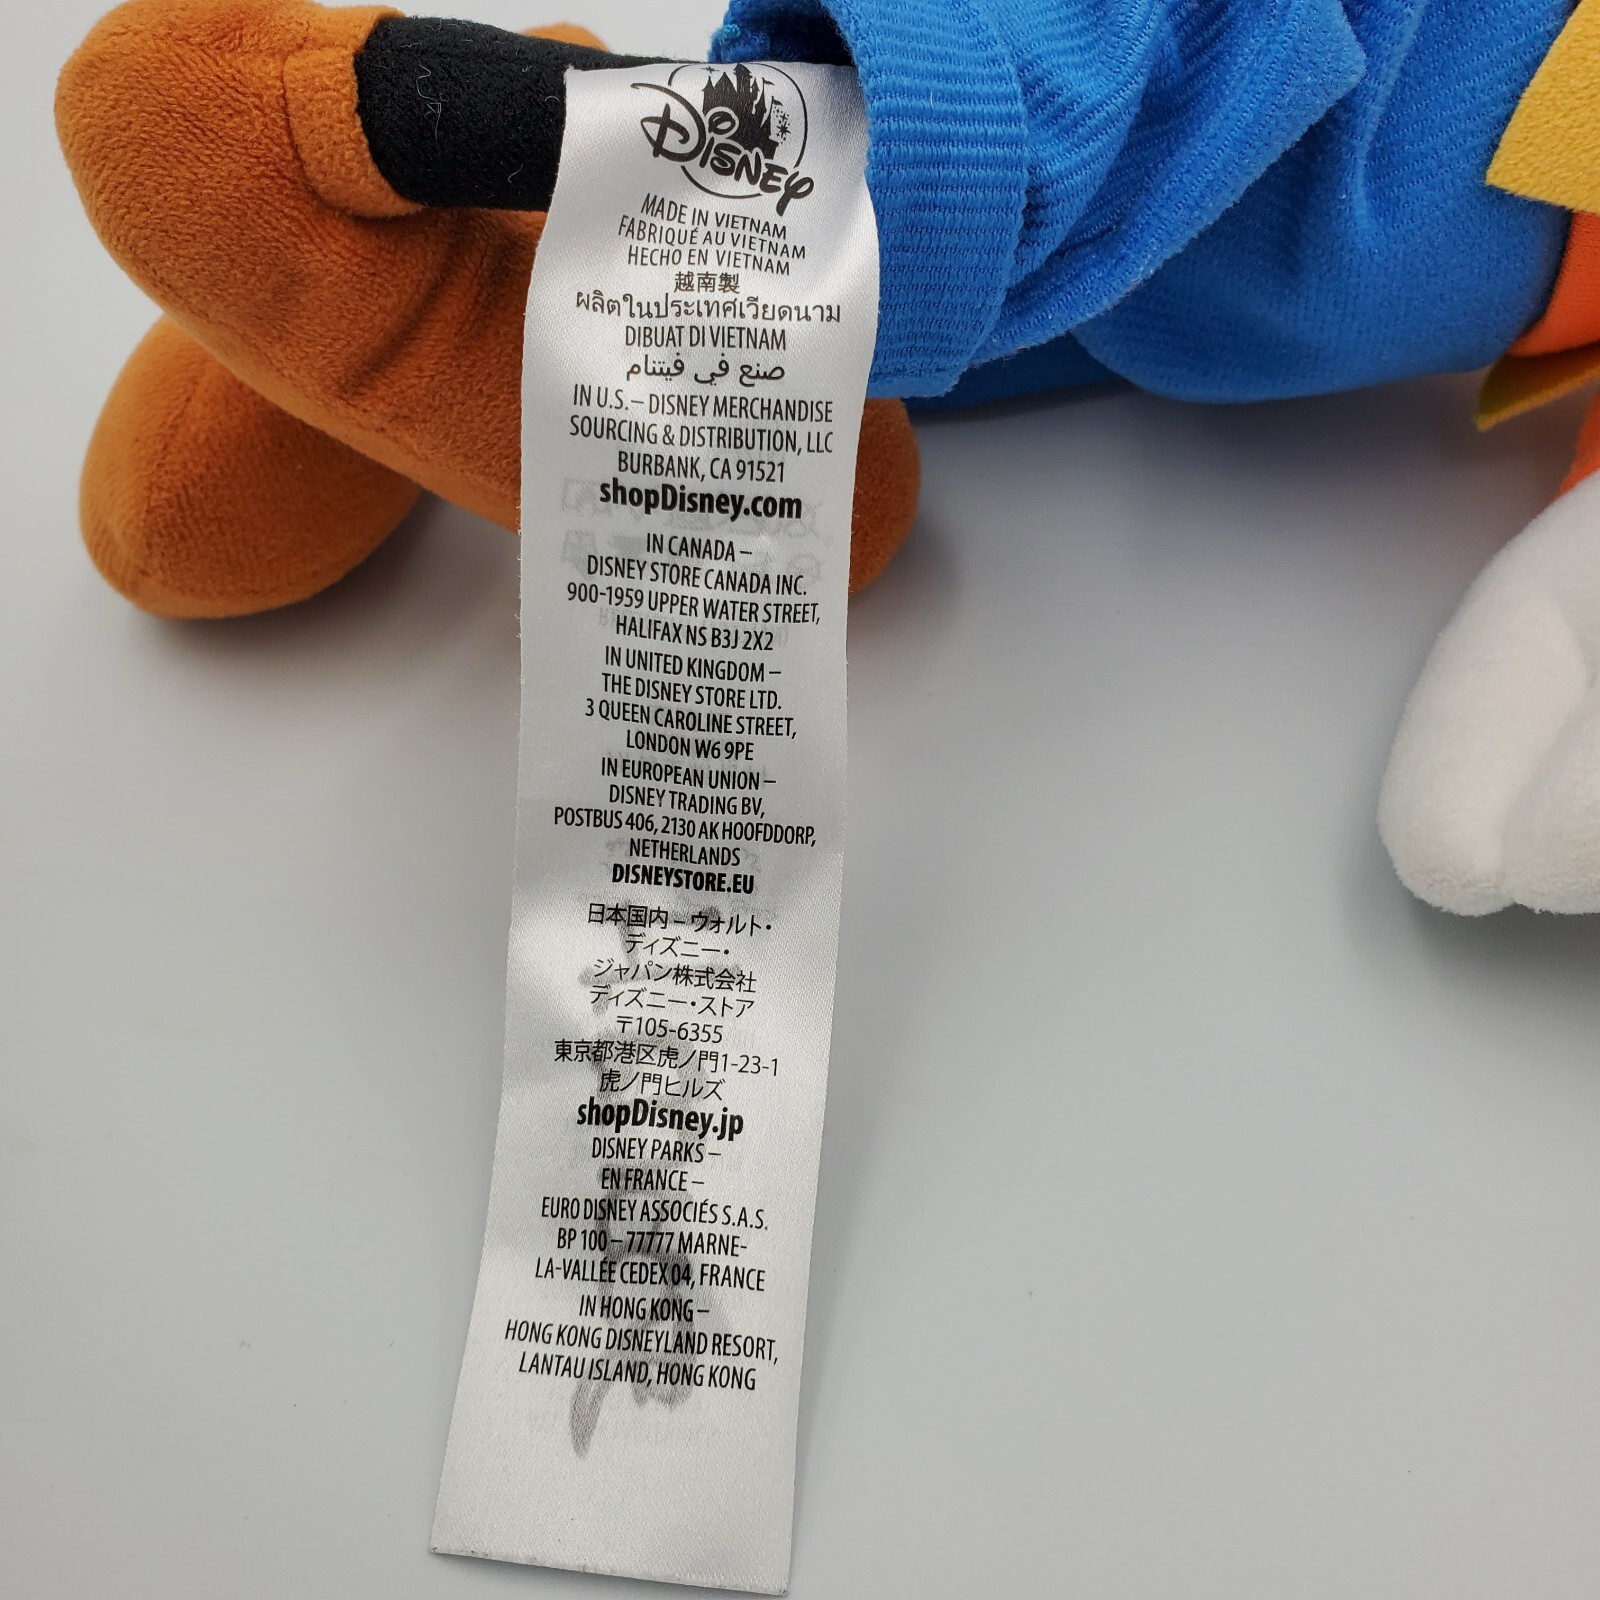 Disney
MADE IN VIETNAM
FABRIQUÉ AU VIETNAM
HECHO EN VIETNAM
越南製
ผลิตในประเทศเวียดนาม
DIBUAT DI VIETNAM
صنع في فيتنام
IN U.S. – DISNEY MERCHANDISE
SOURCING & DISTRIBUTION, LLC
BURBANK, CA 91521
shopDisney.com
IN CANADA –
DISNEY STORE CANADA INC.
900-1959 UPPER WATER STREET,
HALIFAX NS B3J 2X2
IN UNITED KINGDOM –
THE DISNEY STORE LTD.
3 QUEEN CAROLINE STREET,
LONDON W6 9PE
IN EUROPEAN UNION –
DISNEY TRADING BV,
POSTBUS 406, 2130 AK HOOFDDORP,
NETHERLANDS
DISNEYSTORE.EU
日本国内 – ウォルト・
ディズニー・
ジャパン株式会社
ディズニー・ストア
〒105-6355
東京都港区虎ノ門1-23-1
虎ノ門ヒルズ
shopDisney.jp
DISNEY PARKS –
EN FRANCE –
EURO DISNEY ASSOCIÉS S.A.S.
BP 100 – 77777 MARNE-
LA-VALLÉE CEDEX 04, FRANCE
IN HONG KONG –
HONG KONG DISNEYLAND RESORT,
LANTAU ISLAND, HONG KONG